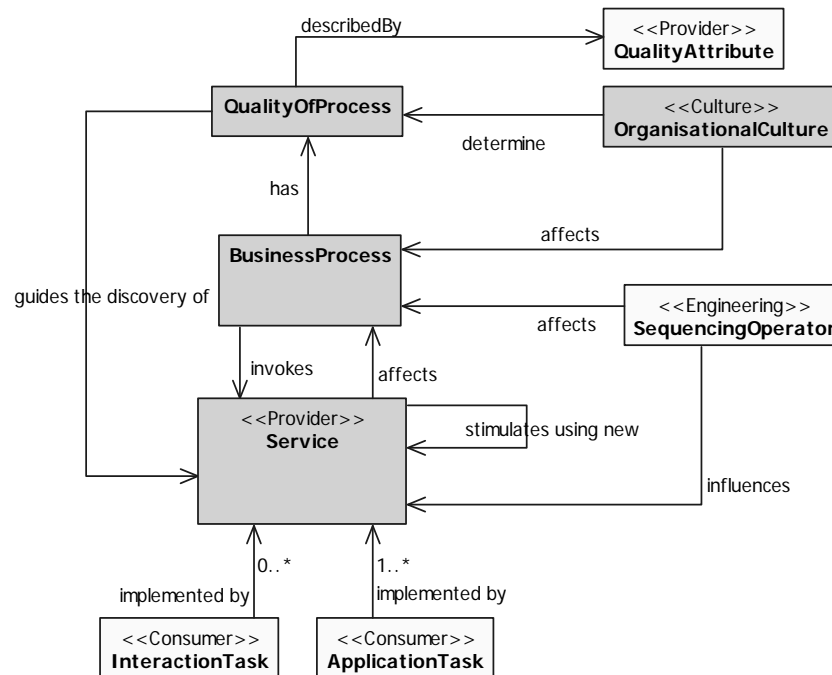 describedBy
<<Provider>>
QualityAttribute
QualityOfProcess
<<Culture>>
OrganisationalCulture
determine
has
affects
BusinessProcess
guides the discovery of
<<Engineering>>
SequencingOperator
affects
invokes
affects
<<Provider>>
Service
stimulates using new
influences
0..*
1..*
implemented by
implemented by
<<Consumer>>
InteractionTask
<<Consumer>>
ApplicationTask